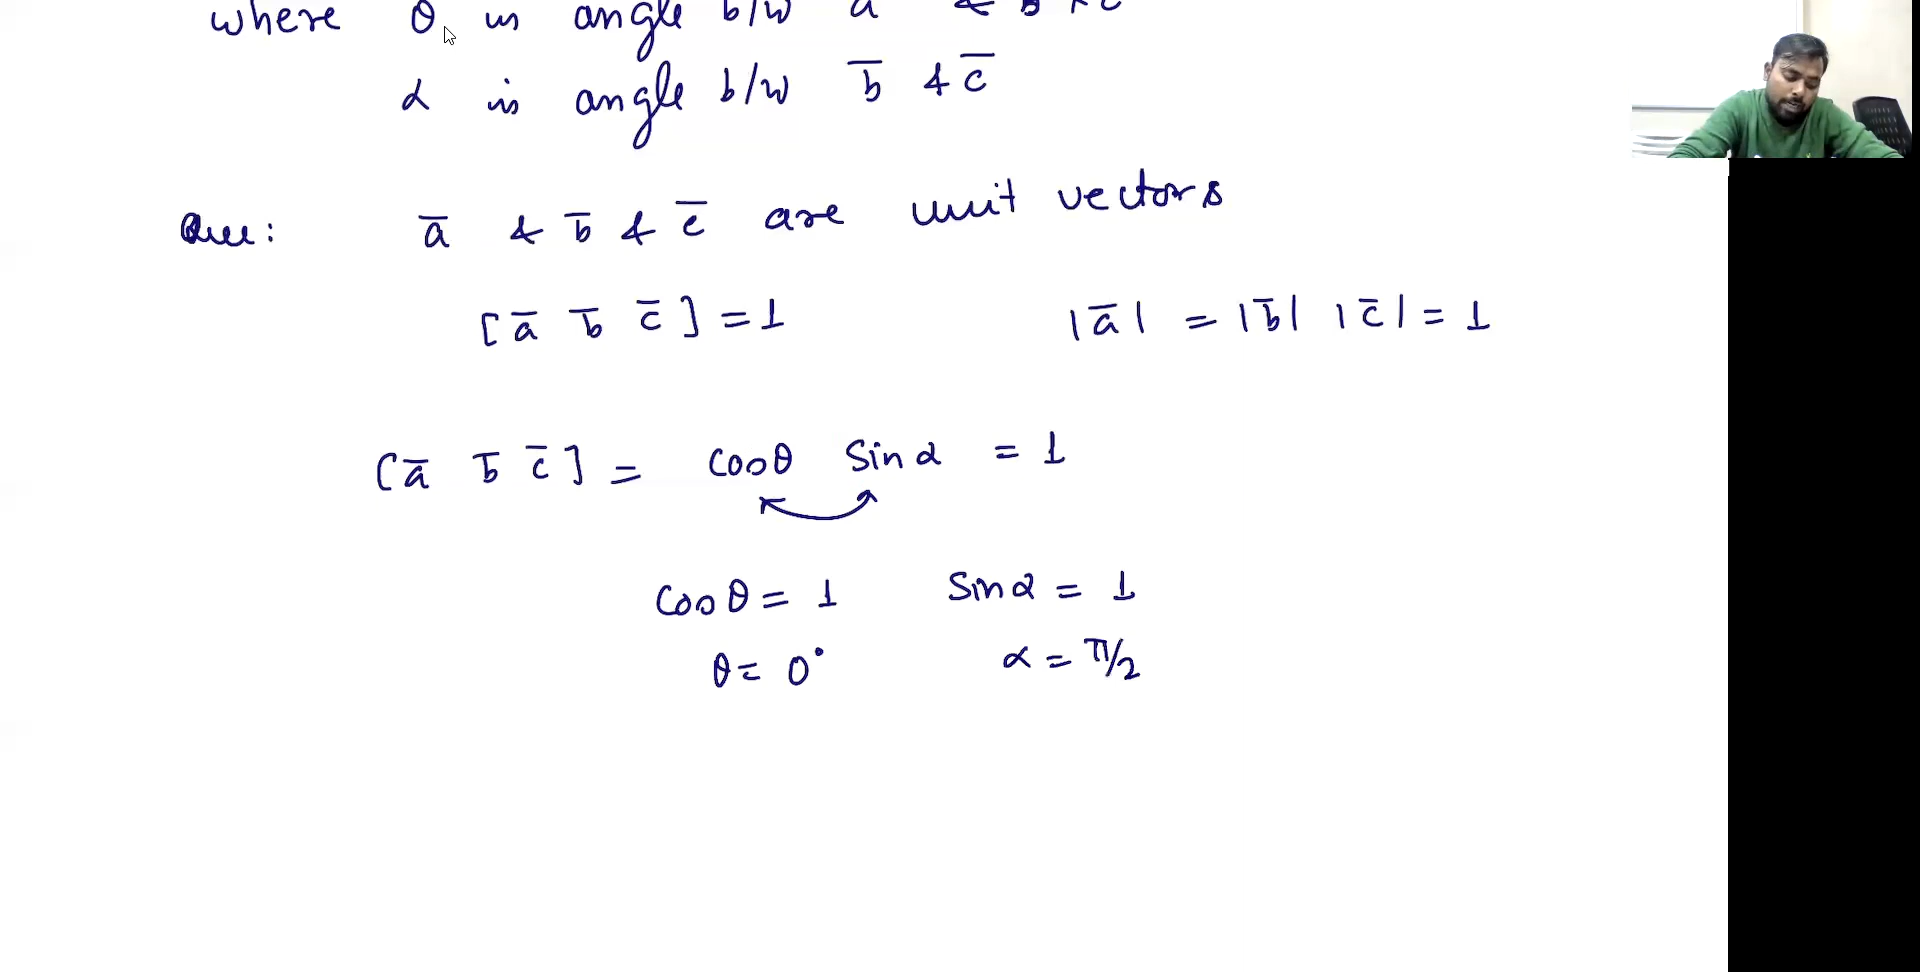 where θ is angle b/w a̅ & b̅ × c̅
α is angle b/w b̅ & c̅
Que: a̅ & b̅ & c̅ are unit vectors
[a̅ b̅ c̅] = 1 |a̅| = |b̅| |c̅| = 1
[a̅ b̅ c̅] = cosθ sinα = 1
cosθ = 1 sinα = 1
θ = 0° α = π/2